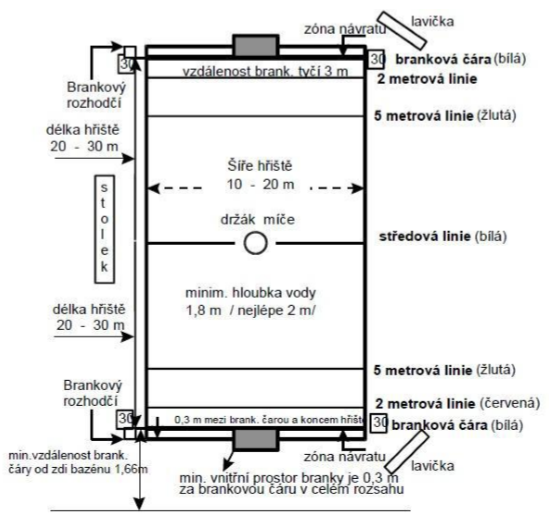 zóna návratu
lavička
30
30
branková čára (bílá)
vzdálenost brank. tyčí 3 m
2 metrová linie
Brankový
rozhodčí
5 metrová linie (žlutá)
délka hřiště
20 - 30 m
Šíře hřiště
10 - 20 m
stolek
držák míče
středová linie (bílá)
minim. hloubka vody
1,8 m / nejlépe 2 m/
délka hřiště
20 - 30 m
5 metrová linie (žlutá)
Brankový
rozhodčí
2 metrová linie (červená)
30
0,3 m mezi brank. čarou a koncem hřiště
30
branková čára (bílá)
min.vzdálenost brank.
čáry od zdi bazénu 1,66m
zóna návratu
lavička
min. vnitřní prostor branky je 0,3 m
za brankovou čáru v celém rozsahu